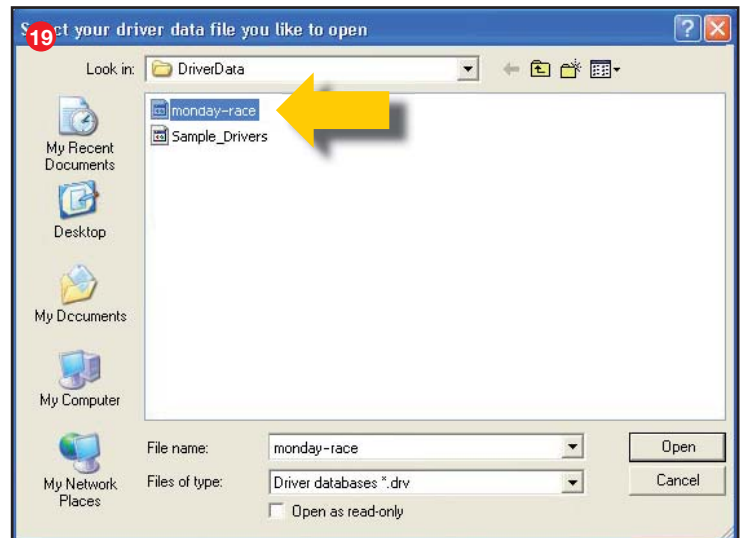 19
ct your driver data file you like to open
Look in: DriverData
monday-race
Sample_Drivers
My Recent
Documents
Desktop
My Documents
My Computer
My Network
Places
File name: monday-race
Files of type: Driver databases *.drv
Open as read-only
Open
Cancel